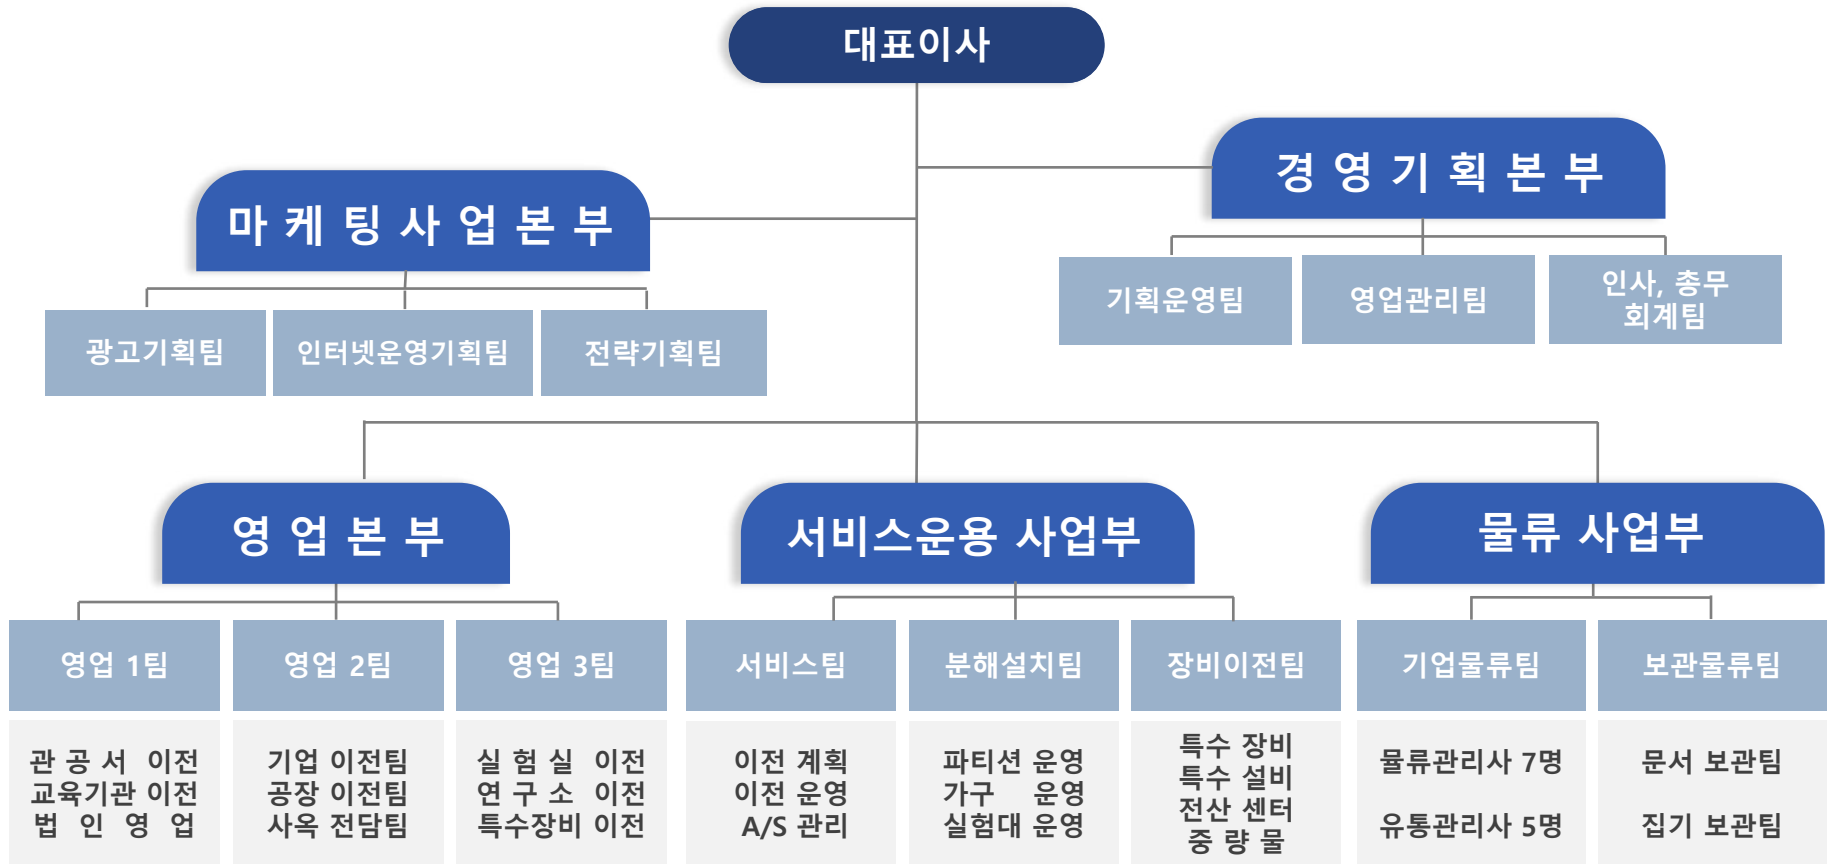 대표이사
경 영 기 획 본 부
마 케 팅 사 업 본 부
기획운영팀
영업관리팀
인사, 총무
회계팀
광고기획팀
인터넷운영기획팀
전략기획팀
영 업 본 부
서비스운용 사업부
물류 사업부
영업 1팀
영업 2팀
영업 3팀
서비스팀
분해설치팀
장비이전팀
기업물류팀
보관물류팀
관 공 서 이전
교육기관 이전
법 인 영 업
기업 이전팀
공장 이전팀
사옥 전담팀
실 험 실 이전
연 구 소 이전
특수장비 이전
이전 계획
이전 운영
A/S 관리
파티션 운영
가구 운영
실험대 운영
특수 장비
특수 설비
전산 센터
중 량 물
물류관리사 7명
유통관리사 5명
문서 보관팀
집기 보관팀